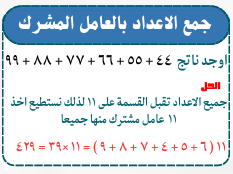 جمع الاعداد بالعامل المشترك
اوجد ناتج ٤٤ + ٥٥ + ٦٦ + ٧٧ + ٨٨ + ٩٩
الحل
جميع الاعداد تقبل القسمة على ١١ لذلك نستطيع اخذ
١١ عامل مشترك منها جميعا
١١ ( ٦ + ٥ + ٤ + ٧ + ٨ + ٩ ) = ١١×٣٩ = ٤٢٩